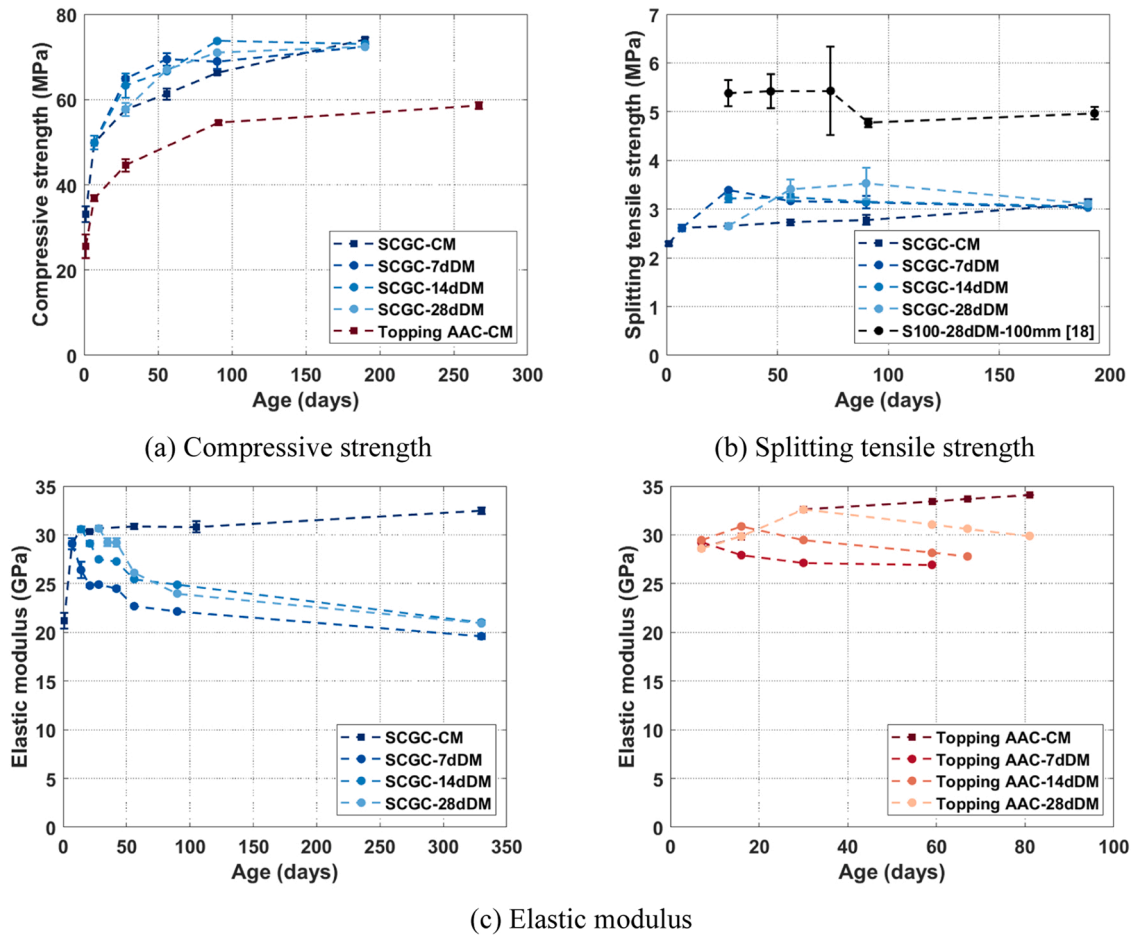 80
60
40
20
0
Compressive strength (MPa)
0 50 100 150 200 250 300
Age (days)
SCGC-CM
SCGC-7dDM
SCGC-14dDM
SCGC-28dDM
Topping AAC-CM
(a) Compressive strength
7
6
5
4
3
2
1
0
Splitting tensile strength (MPa)
0 50 100 150 200
Age (days)
SCGC-CM
SCGC-7dDM
SCGC-14dDM
SCGC-28dDM
S100-28dDM-100mm [18]
(b) Splitting tensile strength
35
30
25
20
15
10
5
0
Elastic modulus (GPa)
0 50 100 150 200 250 300 350
Age (days)
SCGC-CM
SCGC-7dDM
SCGC-14dDM
SCGC-28dDM
35
30
25
20
15
10
5
0
Elastic modulus (GPa)
0 20 40 60 80 100
Age (days)
Topping AAC-CM
Topping AAC-7dDM
Topping AAC-14dDM
Topping AAC-28dDM
(c) Elastic modulus